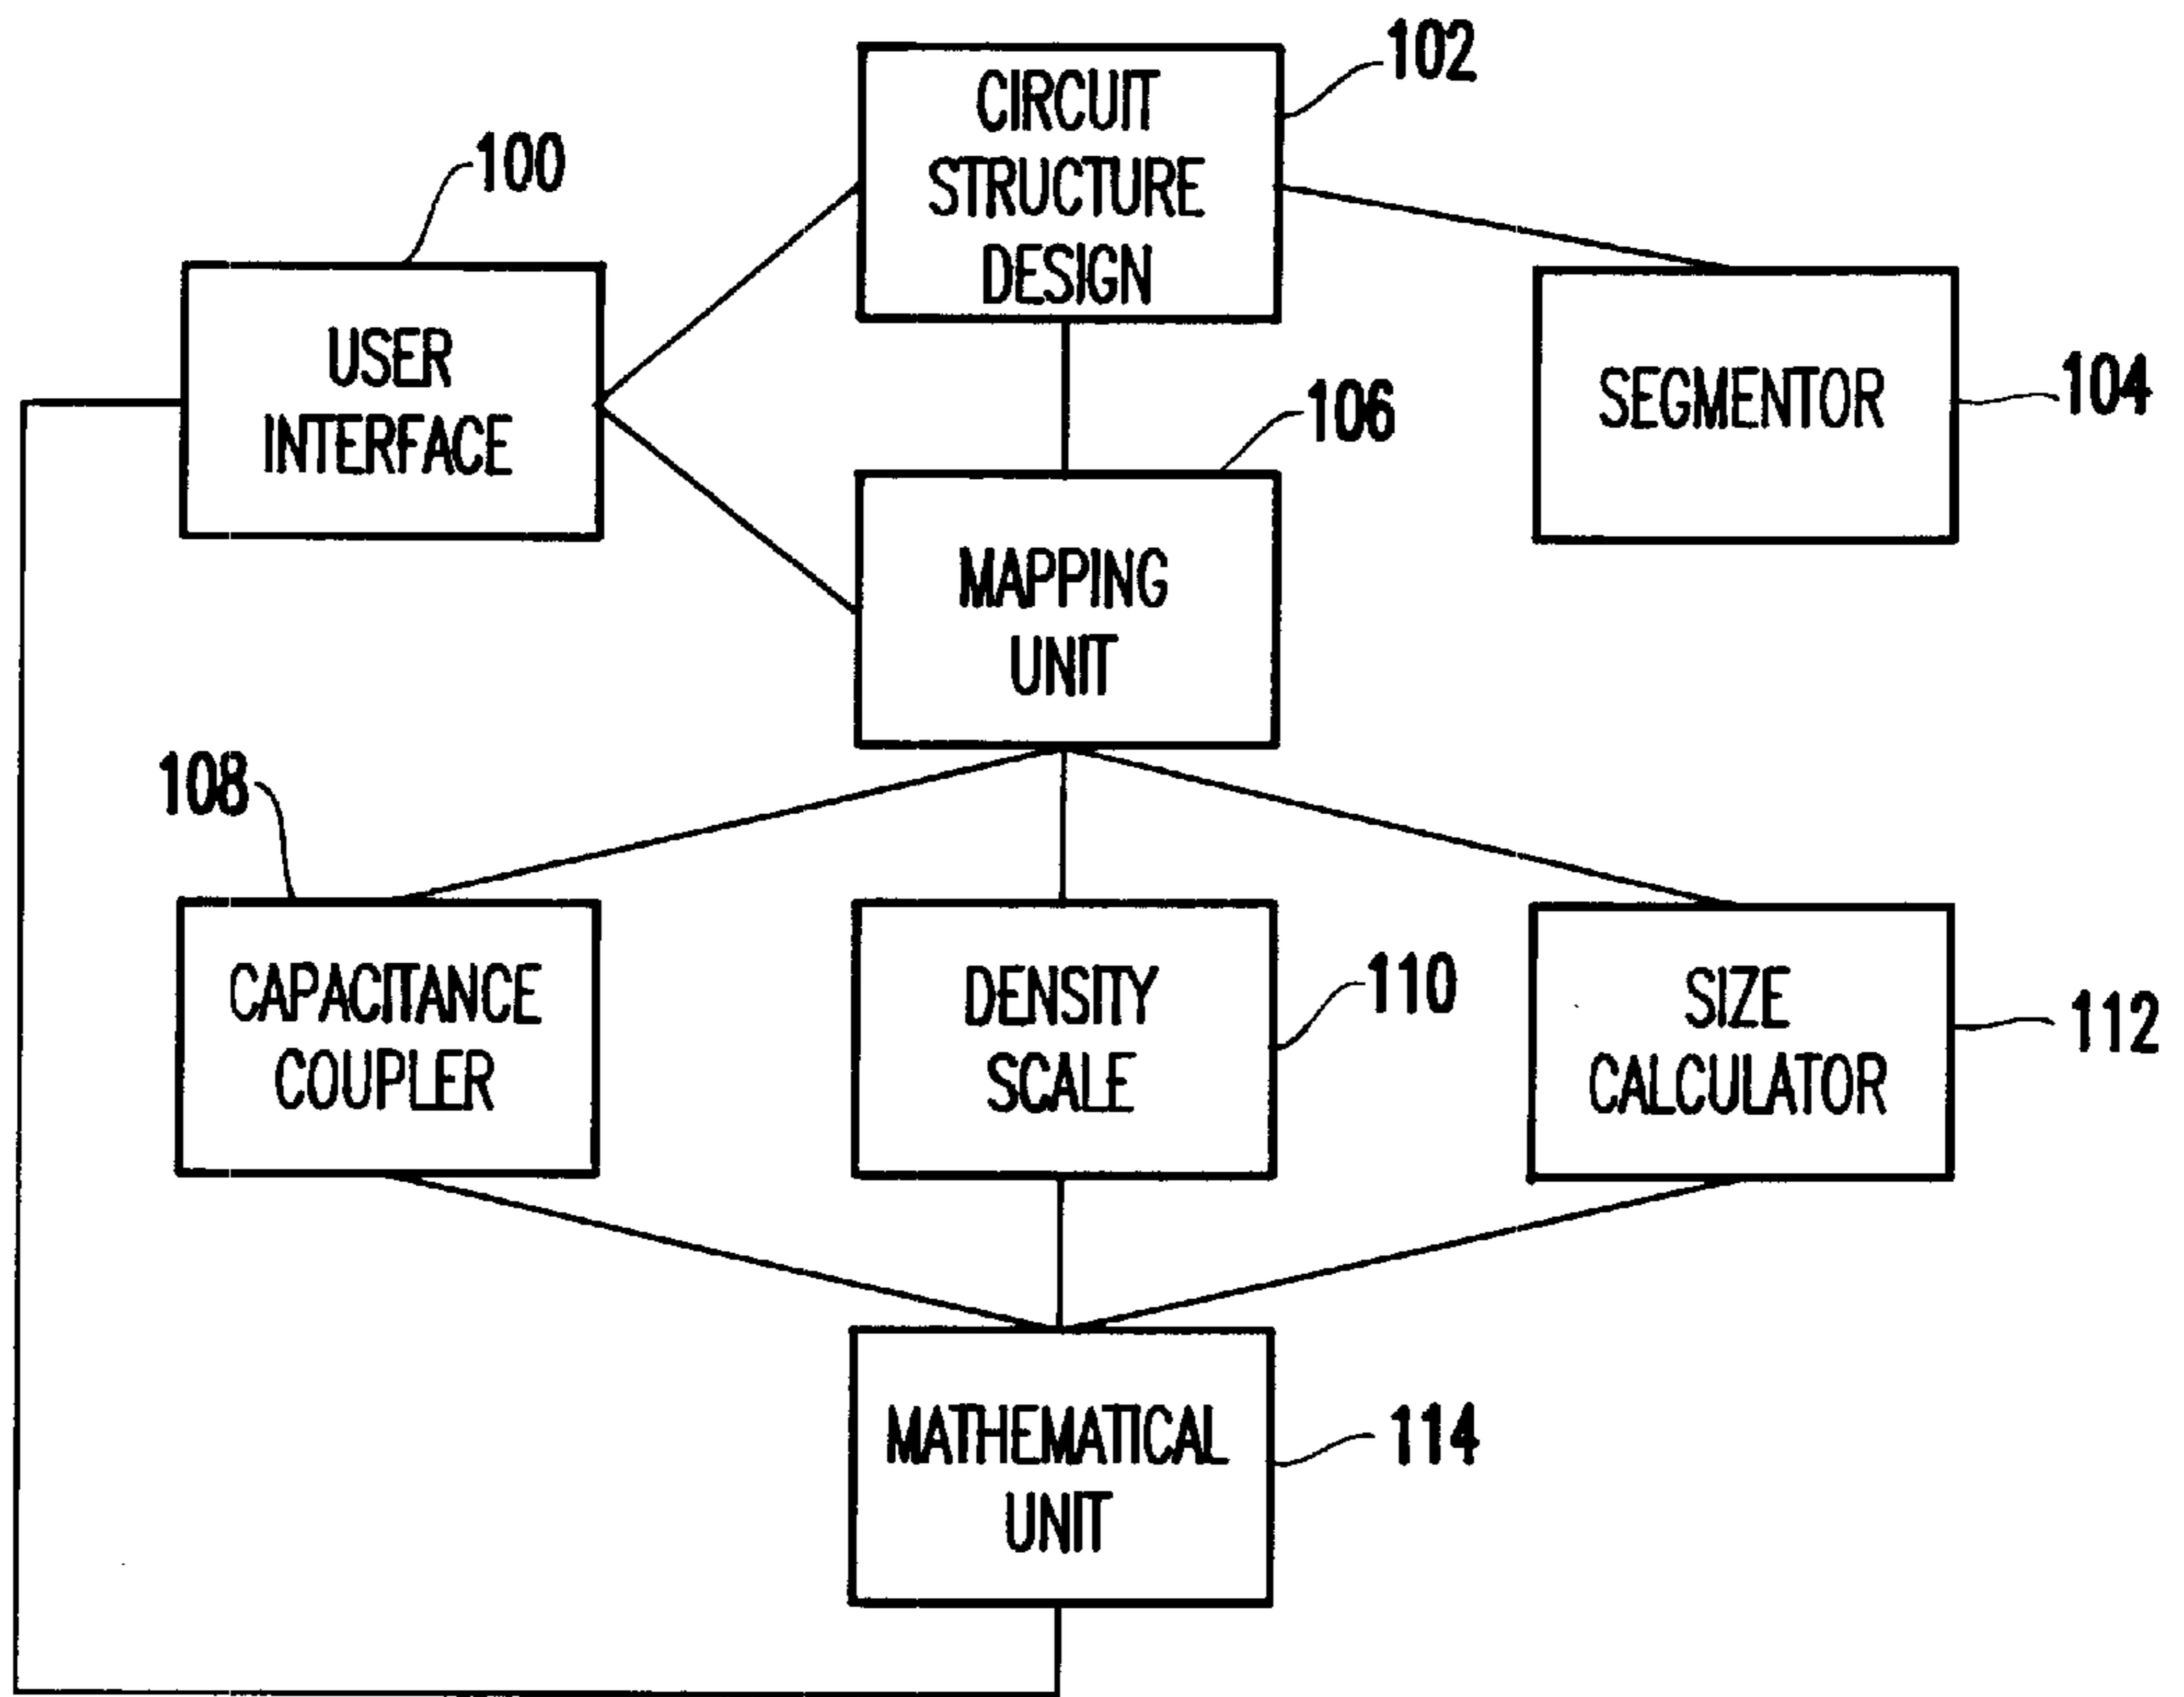 102
CIRCUIT
STRUCTURE
DESIGN
100
USER
INTERFACE
SEGMENTOR
104
106
MAPPING
UNIT
108
CAPACITANCE
COUPLER
DENSITY
SCALE
110
SIZE
CALCULATOR
112
MATHEMATICAL
UNIT
114